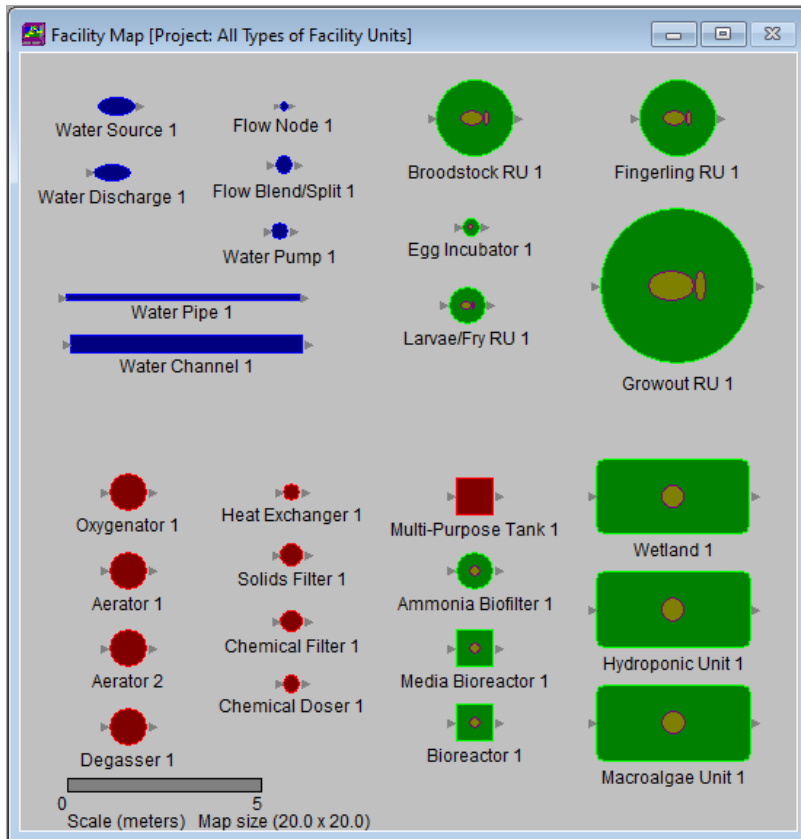 Facility Map [Project: All Types of Facility Units]
Water Source 1
Flow Node 1
Broodstock RU 1
Fingerling RU 1
Water Discharge 1
Flow Blend/Split 1
Water Pump 1
Egg Incubator 1
Water Pipe 1
Larvae/Fry RU 1
Water Channel 1
Growout RU 1
Oxygenator 1
Heat Exchanger 1
Multi-Purpose Tank 1
Wetland 1
Aerator 1
Solids Filter 1
Ammonia Biofilter 1
Aerator 2
Chemical Filter 1
Media Bioreactor 1
Hydroponic Unit 1
Degasser 1
Chemical Doser 1
Bioreactor 1
Macroalgae Unit 1
0 5
Scale (meters) Map size (20.0 x 20.0)